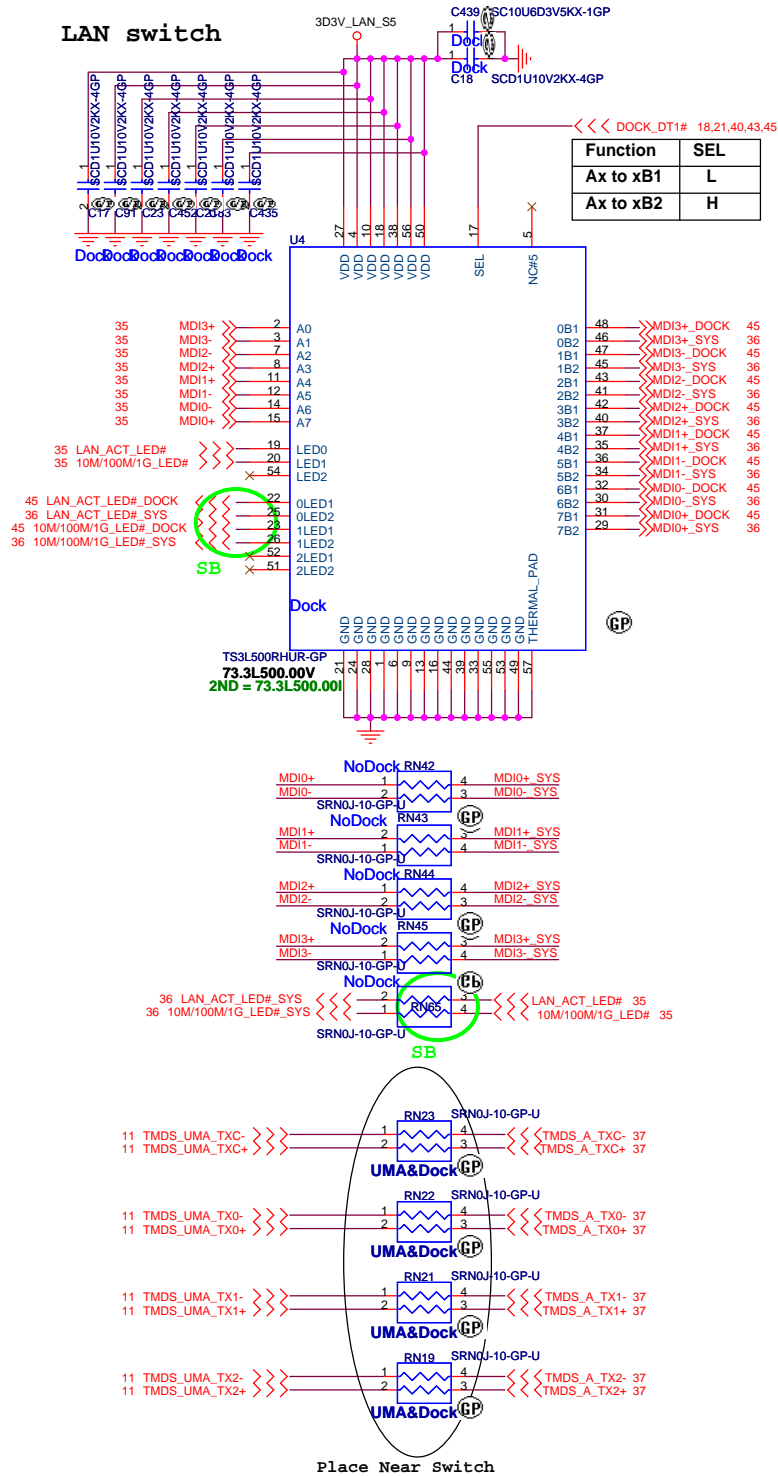 LAN switch
3D3V_LAN_S5
C439 SC10U6D3V5KX-1GP
1
Dock
1
Dock
C18 SCD1U10V2KX-4GP
SCD1U10V2KX-4GP
SCD1U10V2KX-4GP
SCD1U10V2KX-4GP
SCD1U10V2KX-4GP
SCD1U10V2KX-4GP
SCD1U10V2KX-4GP
SCD1U10V2KX-4GP
C17 C91 C23 C452 C435
Dock Dock Dock Dock Dock Dock Dock
DOCK_DT1# 18,21,40,43,45
Function SEL
Ax to xB1 L
Ax to xB2 H
U4
27 4 10 18 38 56 50 17 5
VDD VDD VDD VDD VDD VDD VDD SEL NC#5
35 MDI3+ 2 A0
35 MDI3- 3 A1
35 MDI2- 7 A2
35 MDI2+ 8 A3
35 MDI1+ 11 A4
35 MDI1- 12 A5
35 MDI0- 14 A6
35 MDI0+ 15 A7
35 LAN_ACT_LED# 19 LED0
35 10M/100M/1G_LED# 20 LED1
54 LED2
45 LAN_ACT_LED#_DOCK 22 0LED1
36 LAN_ACT_LED#_SYS 25 0LED2
45 10M/100M/1G_LED#_DOCK 23 1LED1
36 10M/100M/1G_LED#_SYS 26 1LED2
52 2LED1
51 2LED2
SB
0B1 48 MDI3+_DOCK 45
0B2 46 MDI3+_SYS 36
1B1 47 MDI3-_DOCK 45
1B2 45 MDI3-_SYS 36
2B1 43 MDI2-_DOCK 45
2B2 41 MDI2-_SYS 36
3B1 42 MDI2+_DOCK 45
3B2 40 MDI2+_SYS 36
4B1 37 MDI1+_DOCK 45
4B2 35 MDI1+_SYS 36
5B1 36 MDI1-_DOCK 45
5B2 34 MDI1-_SYS 36
6B1 32 MDI0-_DOCK 45
6B2 30 MDI0-_SYS 36
7B1 31 MDI0+_DOCK 45
7B2 29 MDI0+_SYS 36
Dock
GND GND GND GND GND GND GND GND GND GND GND GND GND GND THERMAL_PAD
GP
TS3L500RHUR-GP
73.3L500.00V
2ND = 73.3L500.00I
21 24 28 1 6 9 13 16 44 39 33 55 53 49 57
NoDock RN42
MDI0+ 1 4 MDI0+_SYS
MDI0- 2 3 MDI0-_SYS
SRN0J-10-GP-U GP
NoDock RN43
MDI1+ 2 3 MDI1+_SYS
MDI1- 1 4 MDI1-_SYS
SRN0J-10-GP-U
NoDock RN44 GP
MDI2+ 1 4 MDI2+_SYS
MDI2- 2 3 MDI2-_SYS
SRN0J-10-GP-U GP
NoDock RN45
MDI3+ 2 3 MDI3+_SYS
MDI3- 1 4 MDI3-_SYS
SRN0J-10-GP-U
NoDock GP
36 LAN_ACT_LED#_SYS 2 3 LAN_ACT_LED# 35
36 10M/100M/1G_LED#_SYS 1 RN65 4 10M/100M/1G_LED# 35
SRN0J-10-GP-U
SB
RN23 SRN0J-10-GP-U
11 TMDS_UMA_TXC- 1 4 TMDS_A_TXC- 37
11 TMDS_UMA_TXC+ 2 3 TMDS_A_TXC+ 37
UMA&Dock GP
RN22 SRN0J-10-GP-U
11 TMDS_UMA_TX0- 1 4 TMDS_A_TX0- 37
11 TMDS_UMA_TX0+ 2 3 TMDS_A_TX0+ 37
UMA&Dock GP
RN21 SRN0J-10-GP-U
11 TMDS_UMA_TX1- 1 4 TMDS_A_TX1- 37
11 TMDS_UMA_TX1+ 2 3 TMDS_A_TX1+ 37
UMA&Dock GP
RN19 SRN0J-10-GP-U
11 TMDS_UMA_TX2- 1 4 TMDS_A_TX2- 37
11 TMDS_UMA_TX2+ 2 3 TMDS_A_TX2+ 37
UMA&Dock GP
Place Near Switch